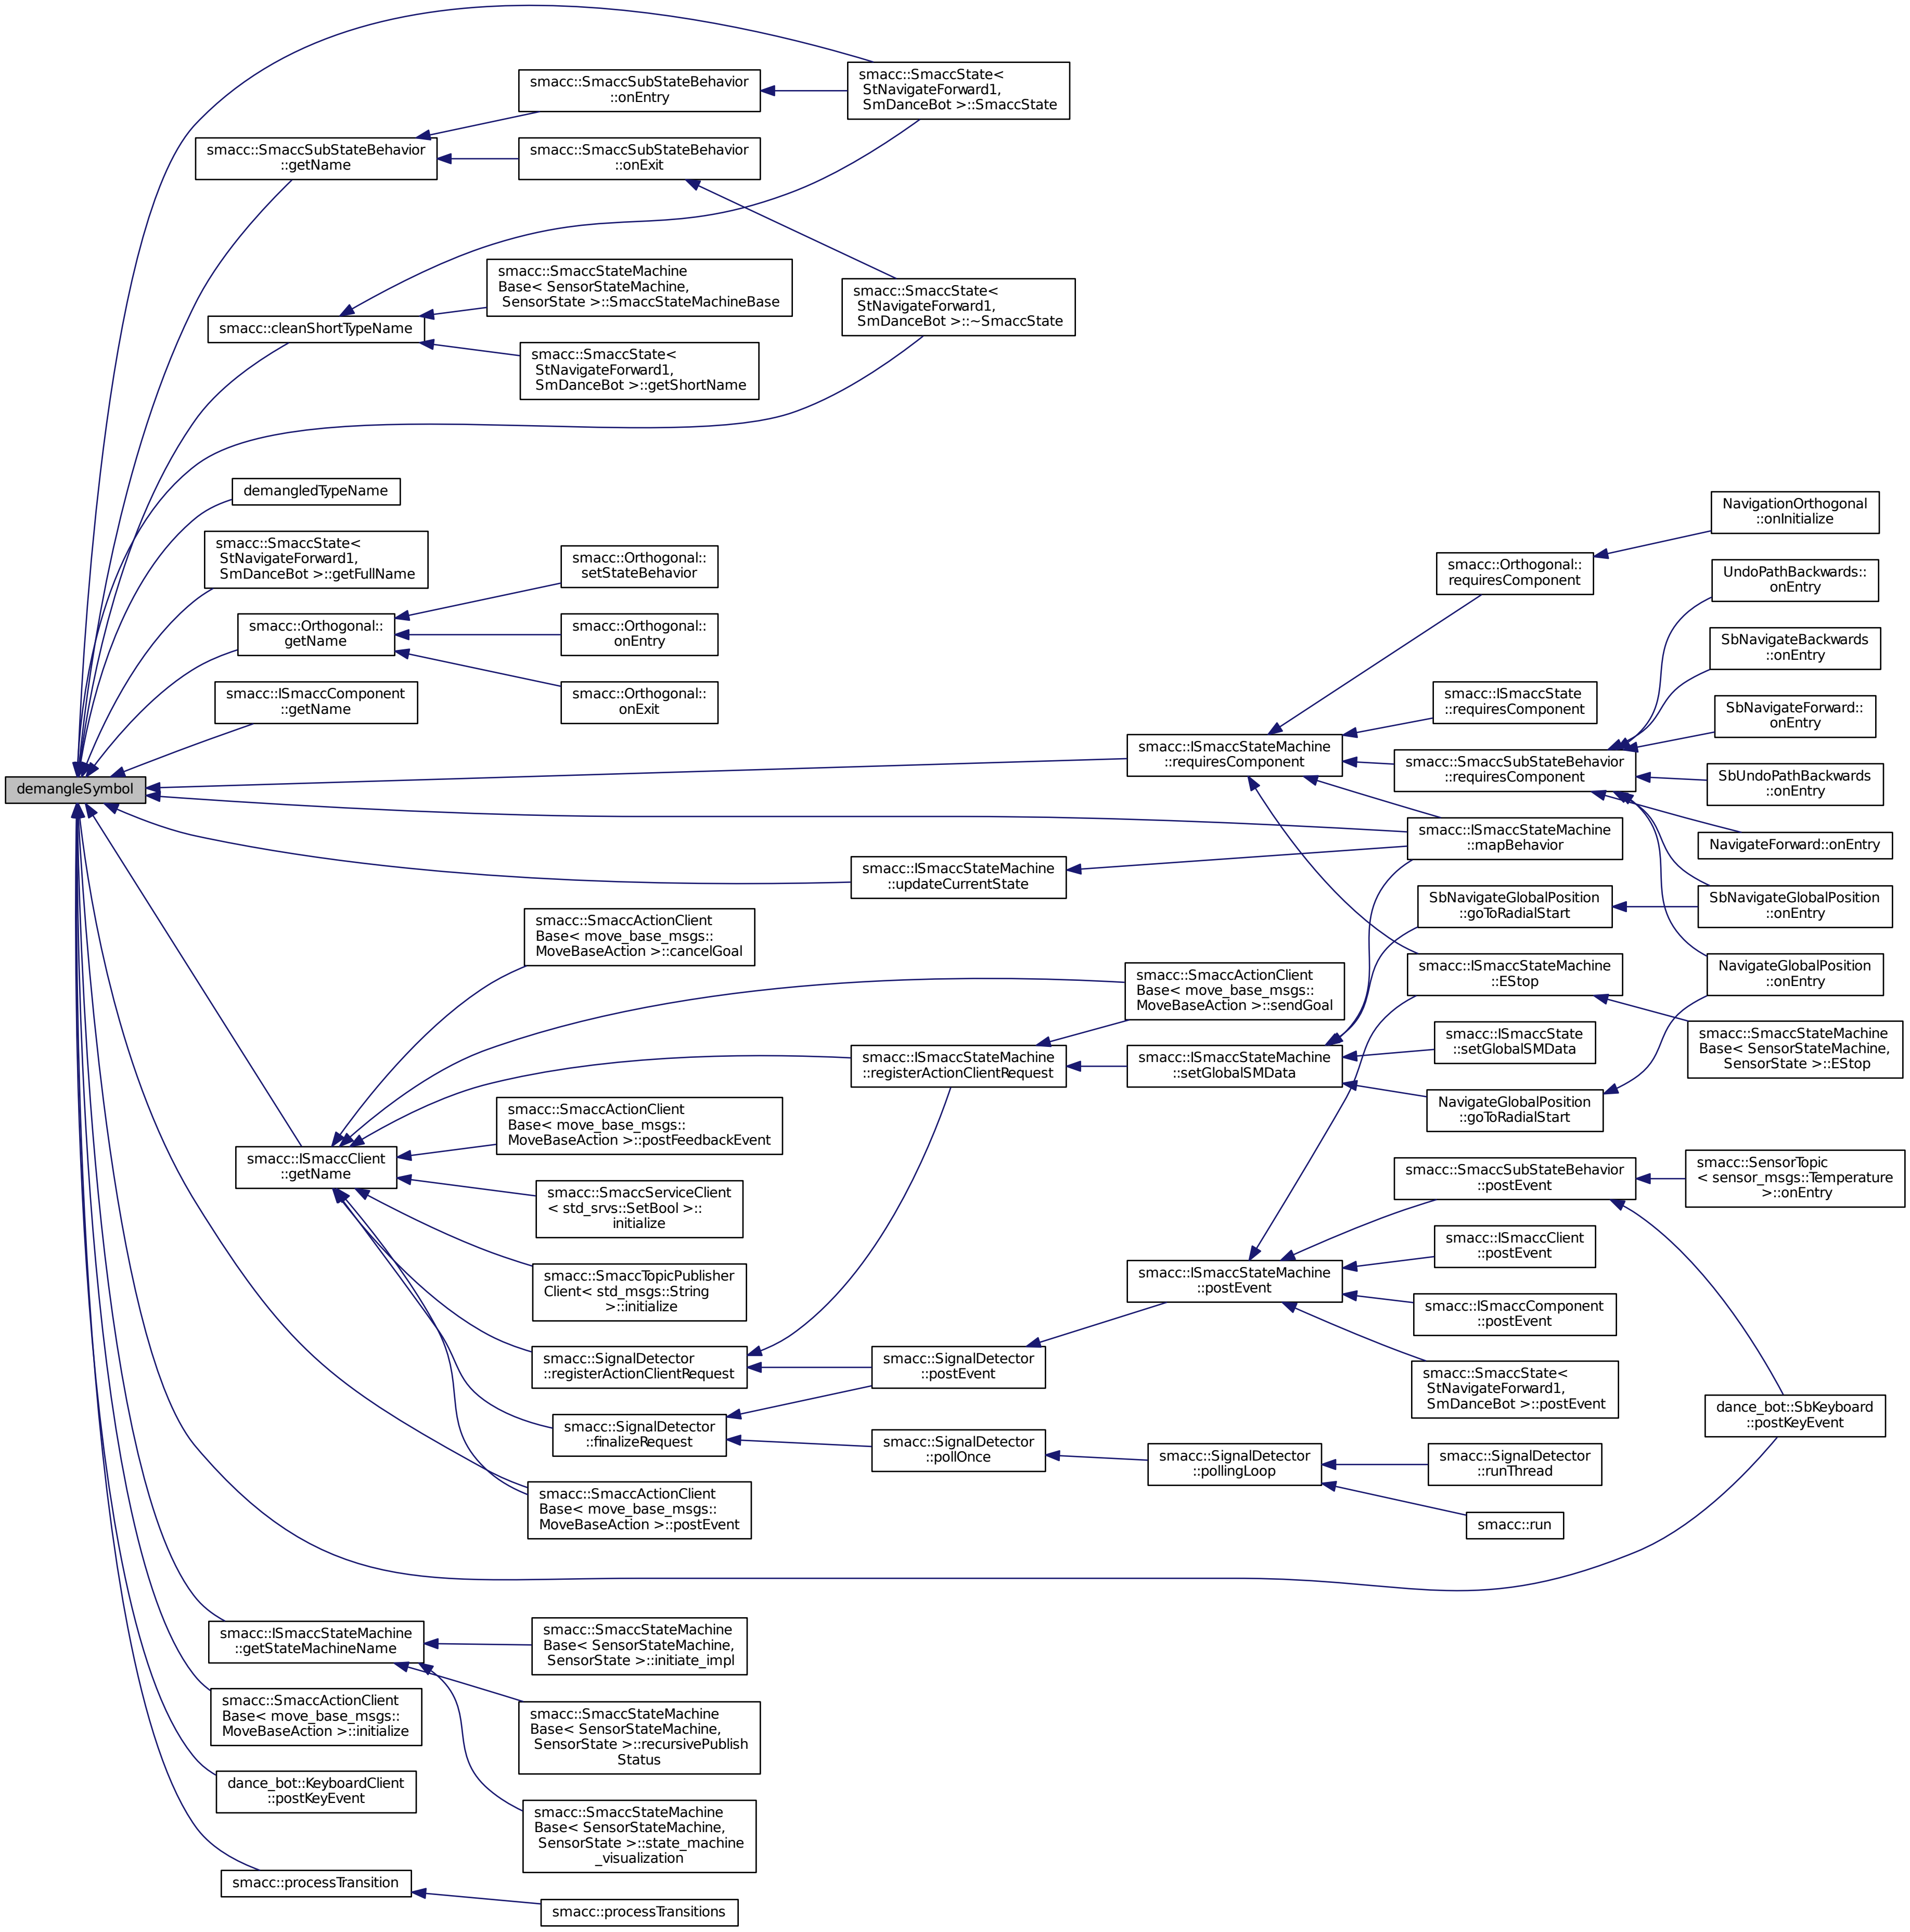 smacc::SmaccState<
StNavigateForward1,
SmDanceBot >::SmaccState
smacc::SmaccSubStateBehavior
::onEntry
smacc::SmaccSubStateBehavior
::getName
smacc::SmaccSubStateBehavior
::onExit
smacc::SmaccStateMachine
Base< SensorStateMachine,
SensorState >::SmaccStateMachineBase
smacc::SmaccState<
StNavigateForward1,
SmDanceBot >::~SmaccState
smacc::cleanShortTypeName
smacc::SmaccState<
StNavigateForward1,
SmDanceBot >::getShortName
demangledTypeName
smacc::SmaccState<
StNavigateForward1,
SmDanceBot >::getFullName
smacc::Orthogonal::
setStateBehavior
smacc::Orthogonal::
getName
smacc::Orthogonal::
onEntry
smacc::ISmaccComponent
::getName
smacc::Orthogonal::
onExit
NavigationOrthogonal
::onInitialize
smacc::Orthogonal::
requiresComponent
UndoPathBackwards::
onEntry
SbNavigateBackwards
::onEntry
smacc::ISmaccState
::requiresComponent
SbNavigateForward::
onEntry
smacc::ISmaccStateMachine
::requiresComponent
smacc::SmaccSubStateBehavior
::requiresComponent
SbUndoPathBackwards
::onEntry
demangleSymbol
smacc::ISmaccStateMachine
::mapBehavior
NavigateForward::onEntry
smacc::ISmaccStateMachine
::updateCurrentState
SbNavigateGlobalPosition
::goToRadialStart
SbNavigateGlobalPosition
::onEntry
smacc::SmaccActionClient
Base< move_base_msgs::
MoveBaseAction >::cancelGoal
smacc::SmaccActionClient
Base< move_base_msgs::
MoveBaseAction >::sendGoal
smacc::ISmaccStateMachine
::EStop
NavigateGlobalPosition
::onEntry
smacc::ISmaccStateMachine
::registerActionClientRequest
smacc::ISmaccStateMachine
::setGlobalSMData
smacc::ISmaccState
::setGlobalSMData
smacc::SmaccStateMachine
Base< SensorStateMachine,
SensorState >::EStop
NavigateGlobalPosition
::goToRadialStart
smacc::SmaccActionClient
Base< move_base_msgs::
MoveBaseAction >::postFeedbackEvent
smacc::ISmaccClient
::getName
smacc::SmaccServiceClient
< std_srvs::SetBool >::
initialize
smacc::SmaccSubStateBehavior
::postEvent
smacc::SensorTopic
< sensor_msgs::Temperature
>::onEntry
smacc::SmaccTopicPublisher
Client< std_msgs::String
>::initialize
smacc::ISmaccStateMachine
::postEvent
smacc::ISmaccClient
::postEvent
smacc::ISmaccComponent
::postEvent
smacc::SignalDetector
::registerActionClientRequest
smacc::SignalDetector
::postEvent
smacc::SmaccState<
StNavigateForward1,
SmDanceBot >::postEvent
dance_bot::SbKeyboard
::postKeyEvent
smacc::SignalDetector
::finalizeRequest
smacc::SignalDetector
::pollOnce
smacc::SignalDetector
::pollingLoop
smacc::SignalDetector
::runThread
smacc::run
smacc::SmaccActionClient
Base< move_base_msgs::
MoveBaseAction >::postEvent
smacc::ISmaccStateMachine
::getStateMachineName
smacc::SmaccStateMachine
Base< SensorStateMachine,
SensorState >::initiate_impl
smacc::SmaccActionClient
Base< move_base_msgs::
MoveBaseAction >::initialize
smacc::SmaccStateMachine
Base< SensorStateMachine,
SensorState >::recursivePublish
Status
dance_bot::KeyboardClient
::postKeyEvent
smacc::SmaccStateMachine
Base< SensorStateMachine,
SensorState >::state_machine
_visualization
smacc::processTransition
smacc::processTransitions